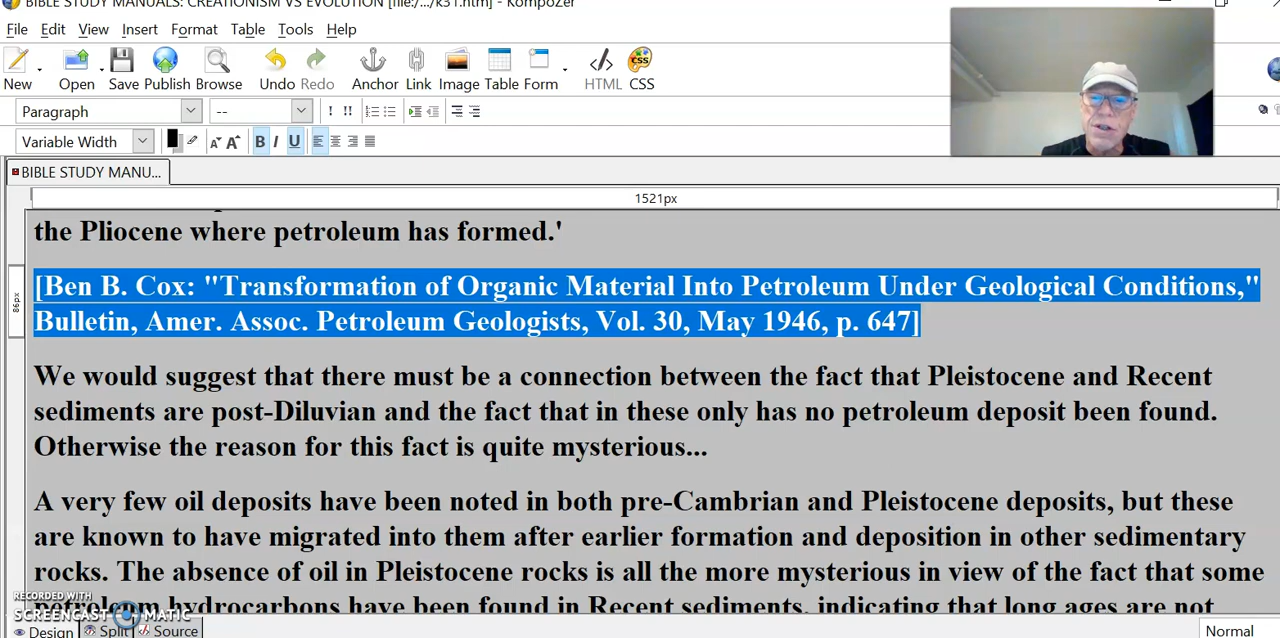 BIBLE STUDY MANUALS: CREATIONISM VS EVOLUTION [file:/.../k31.htm] - KompoZer
File Edit View Insert Format Table Tools Help
New Open Save Publish Browse Undo Redo Anchor Link Image Table Form HTML CSS
Paragraph -- ! !!
Variable Width A A B I U
BIBLE STUDY MANU...
1521px
the Pliocene where petroleum has formed.'
86px
[Ben B. Cox: "Transformation of Organic Material Into Petroleum Under Geological Conditions,"
Bulletin, Amer. Assoc. Petroleum Geologists, Vol. 30, May 1946, p. 647]
We would suggest that there must be a connection between the fact that Pleistocene and Recent
sediments are post-Diluvian and the fact that in these only has no petroleum deposit been found.
Otherwise the reason for this fact is quite mysterious...
A very few oil deposits have been noted in both pre-Cambrian and Pleistocene deposits, but these
are known to have migrated into them after earlier formation and deposition in other sedimentary
rocks. The absence of oil in Pleistocene rocks is all the more mysterious in view of the fact that some
hydrocarbons have been found in Recent sediments, indicating that long ages are not
RECORDED WITH
SCREENCAST MATIC
Design Split Source
Normal